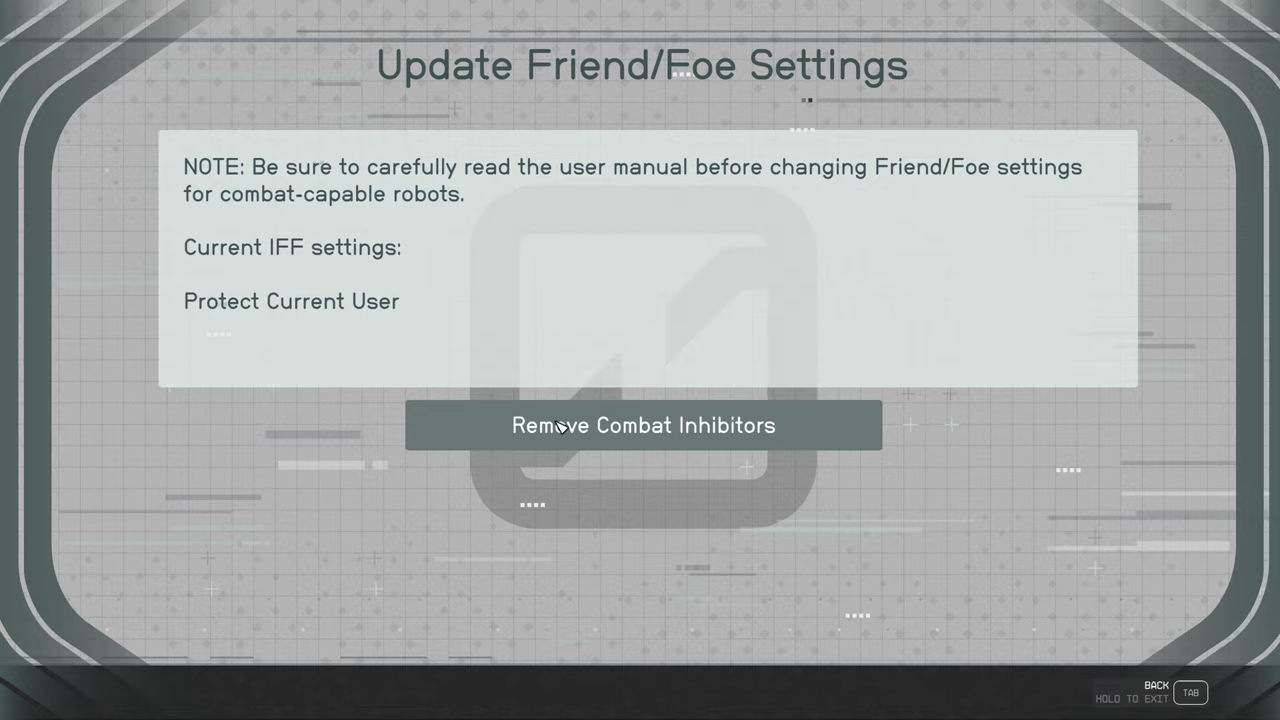 Update Friend/Foe Settings
NOTE: Be sure to carefully read the user manual before changing Friend/Foe settings
for combat-capable robots.
Current IFF settings:
Protect Current User
Remove Combat Inhibitors
BACK
HOLD TO EXIT
TAB